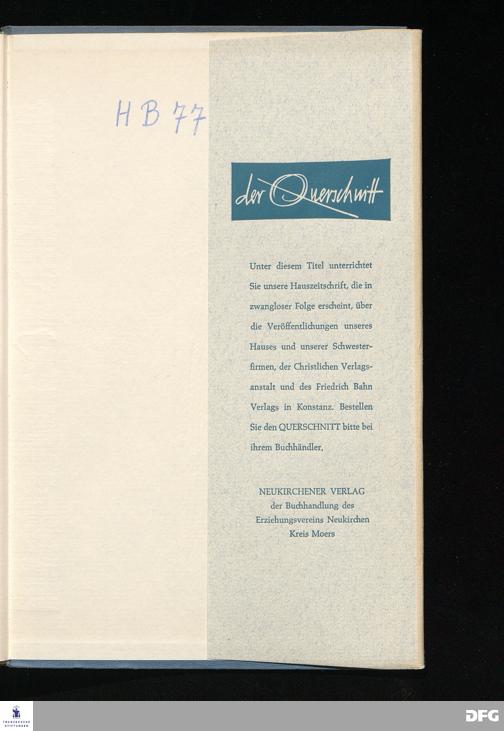 H B 77
der Querschnitt
Unter diesem Titel unterrichtet
Sie unsere Hauszeitschrift, die in
zwangloser Folge erscheint, über
die Veröffentlichungen unseres
Hauses und unserer Schwester-
firmen, der Christlichen Verlags-
anstalt und des Friedrich Bahn
Verlags in Konstanz. Bestellen
Sie den QUERSCHNITT bitte bei
ihrem Buchhändler.
NEUKIRCHENER VERLAG
der Buchhandlung des
Erziehungsvereins Neukirchen
Kreis Moers
FRANCKESCHE
STIFTUNGEN
DFG